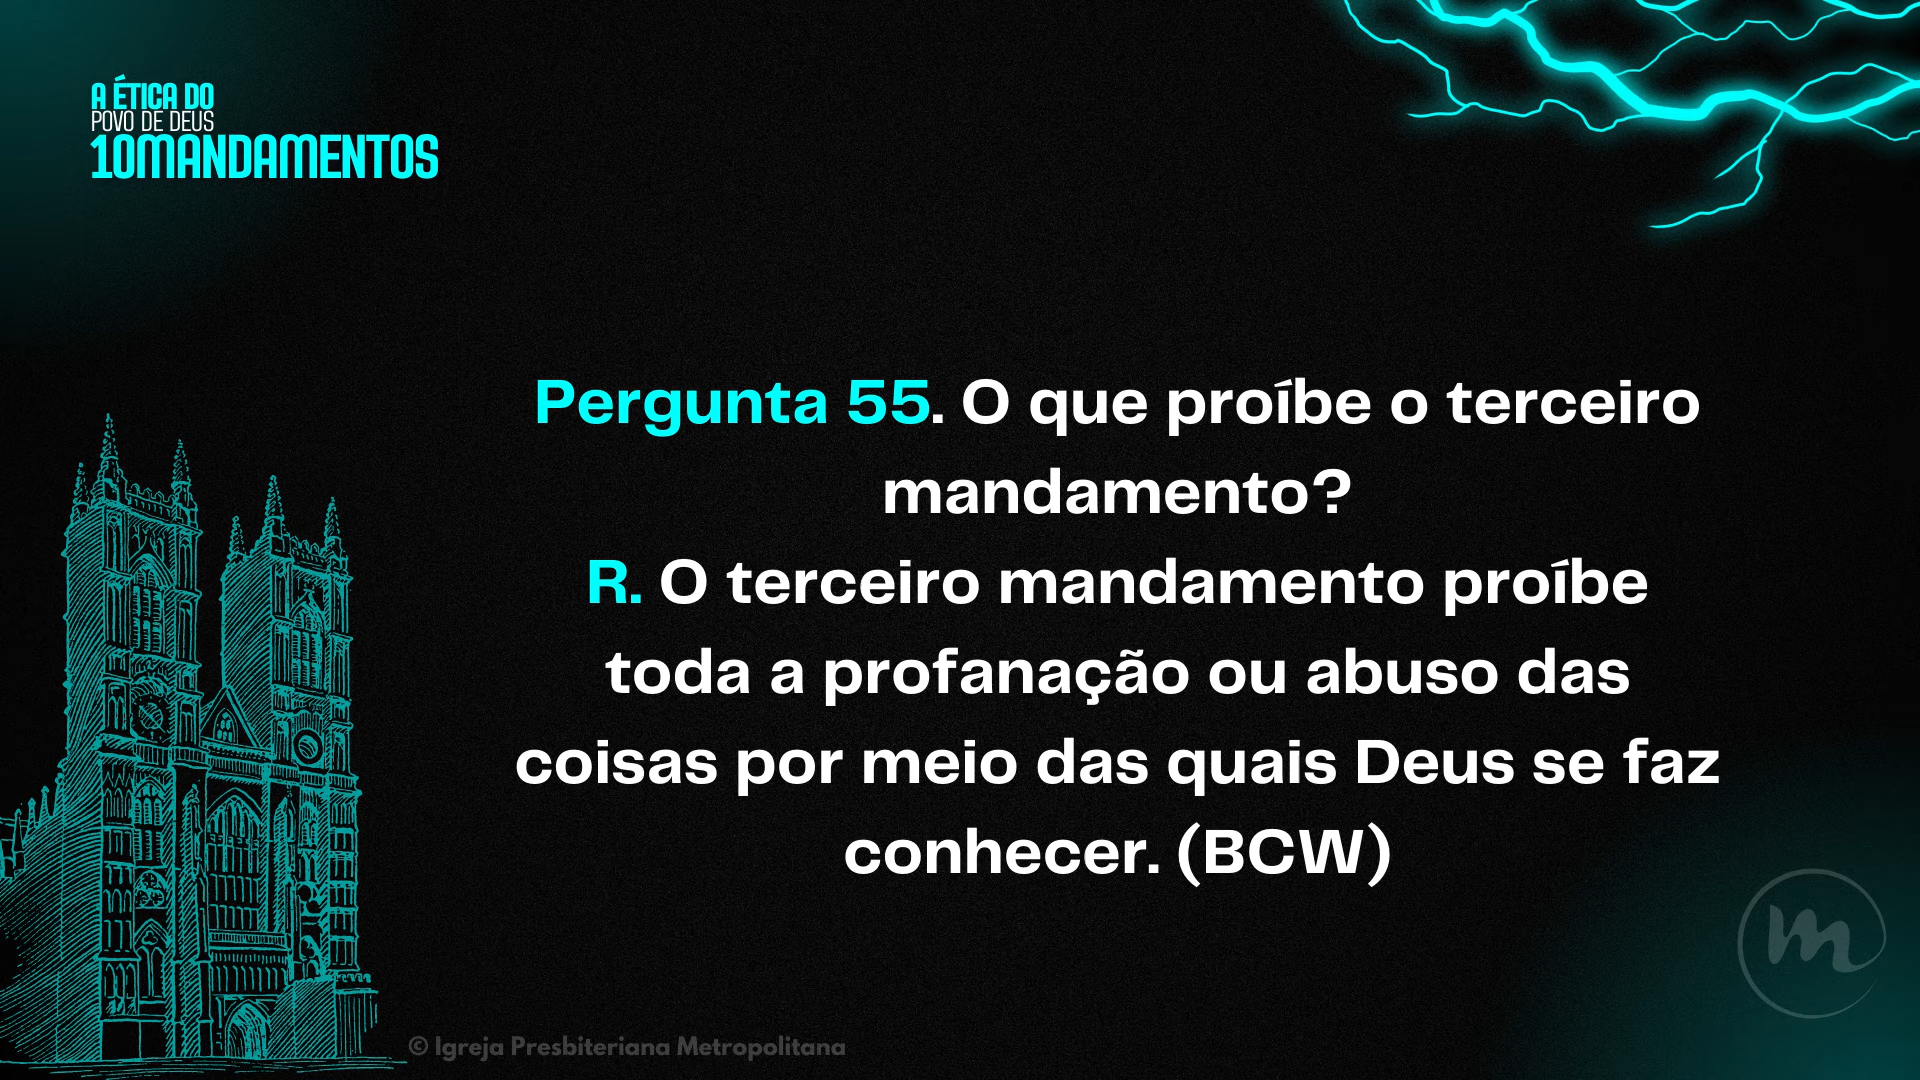 A ÉTICA DO
POVO DE DEUS
10MANDAMENTOS
Pergunta 55. O que proíbe o terceiro
mandamento?
R. O terceiro mandamento proíbe
toda a profanação ou abuso das
coisas por meio das quais Deus se faz
conhecer. (BCW)
m
© Igreja Presbiteriana Metropolitana